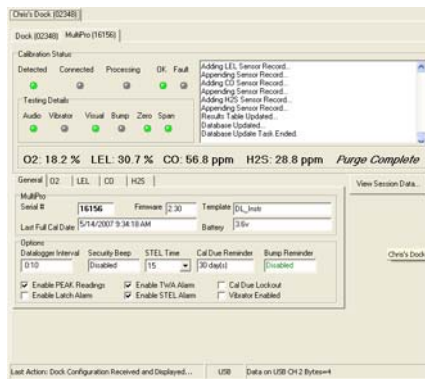 Chris's Dock (02348)
Dock (02348) MultiPro (16156)
Calibration Status
Detected Connected Processing OK Fault
Testing Details
Audio Vibrator Visual Bump Zero Span
Adding LEL Sensor Record...
Appending Sensor Record...
Adding CO Sensor Record...
Appending Sensor Record...
Adding H2S Sensor Record...
Appending Sensor Record...
Results Table Updated...
Database Updated...
Database Update Task Ended.
O2: 18.2 % LEL: 30.7 % CO: 56.8 ppm H2S: 28.8 ppm Purge Complete
General O2 LEL CO H2S
View Session Data...
MultiPro
Serial # 16156 Firmware 2.30 Template DL_Instr
Last Full Cal Date 5/14/2007 9:34:18 AM Battery 3.6v
Options
Datalogger Interval Security Beep STEL Time Cal Due Reminder Bump Reminder
0:10 Disabled 15 30 day(s) Disabled
Chris's Dock
Enable PEAK Readings Enable TWA Alarm Cal Due Lockout
Enable Latch Alarm Enable STEL Alarm Vibrator Enabled
Last Action: Dock Configuration Received and Displayed... USB Data on USB CH 2 Bytes=4